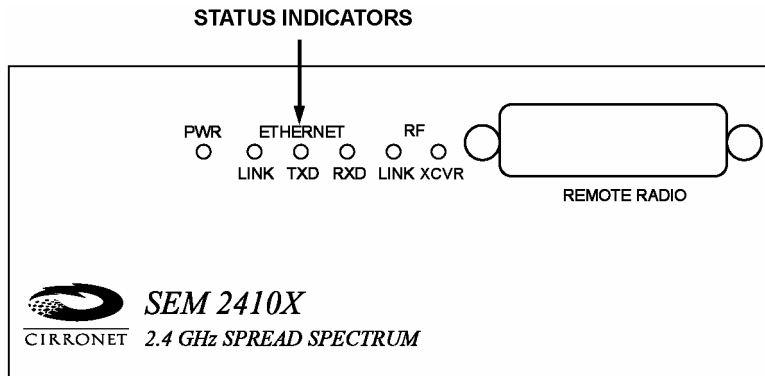 STATUS INDICATORS
PWR ETHERNET RF
LINK TXD RXD LINK XCVR
REMOTE RADIO
SEM 2410X
CIRRONET 2.4 GHz SPREAD SPECTRUM